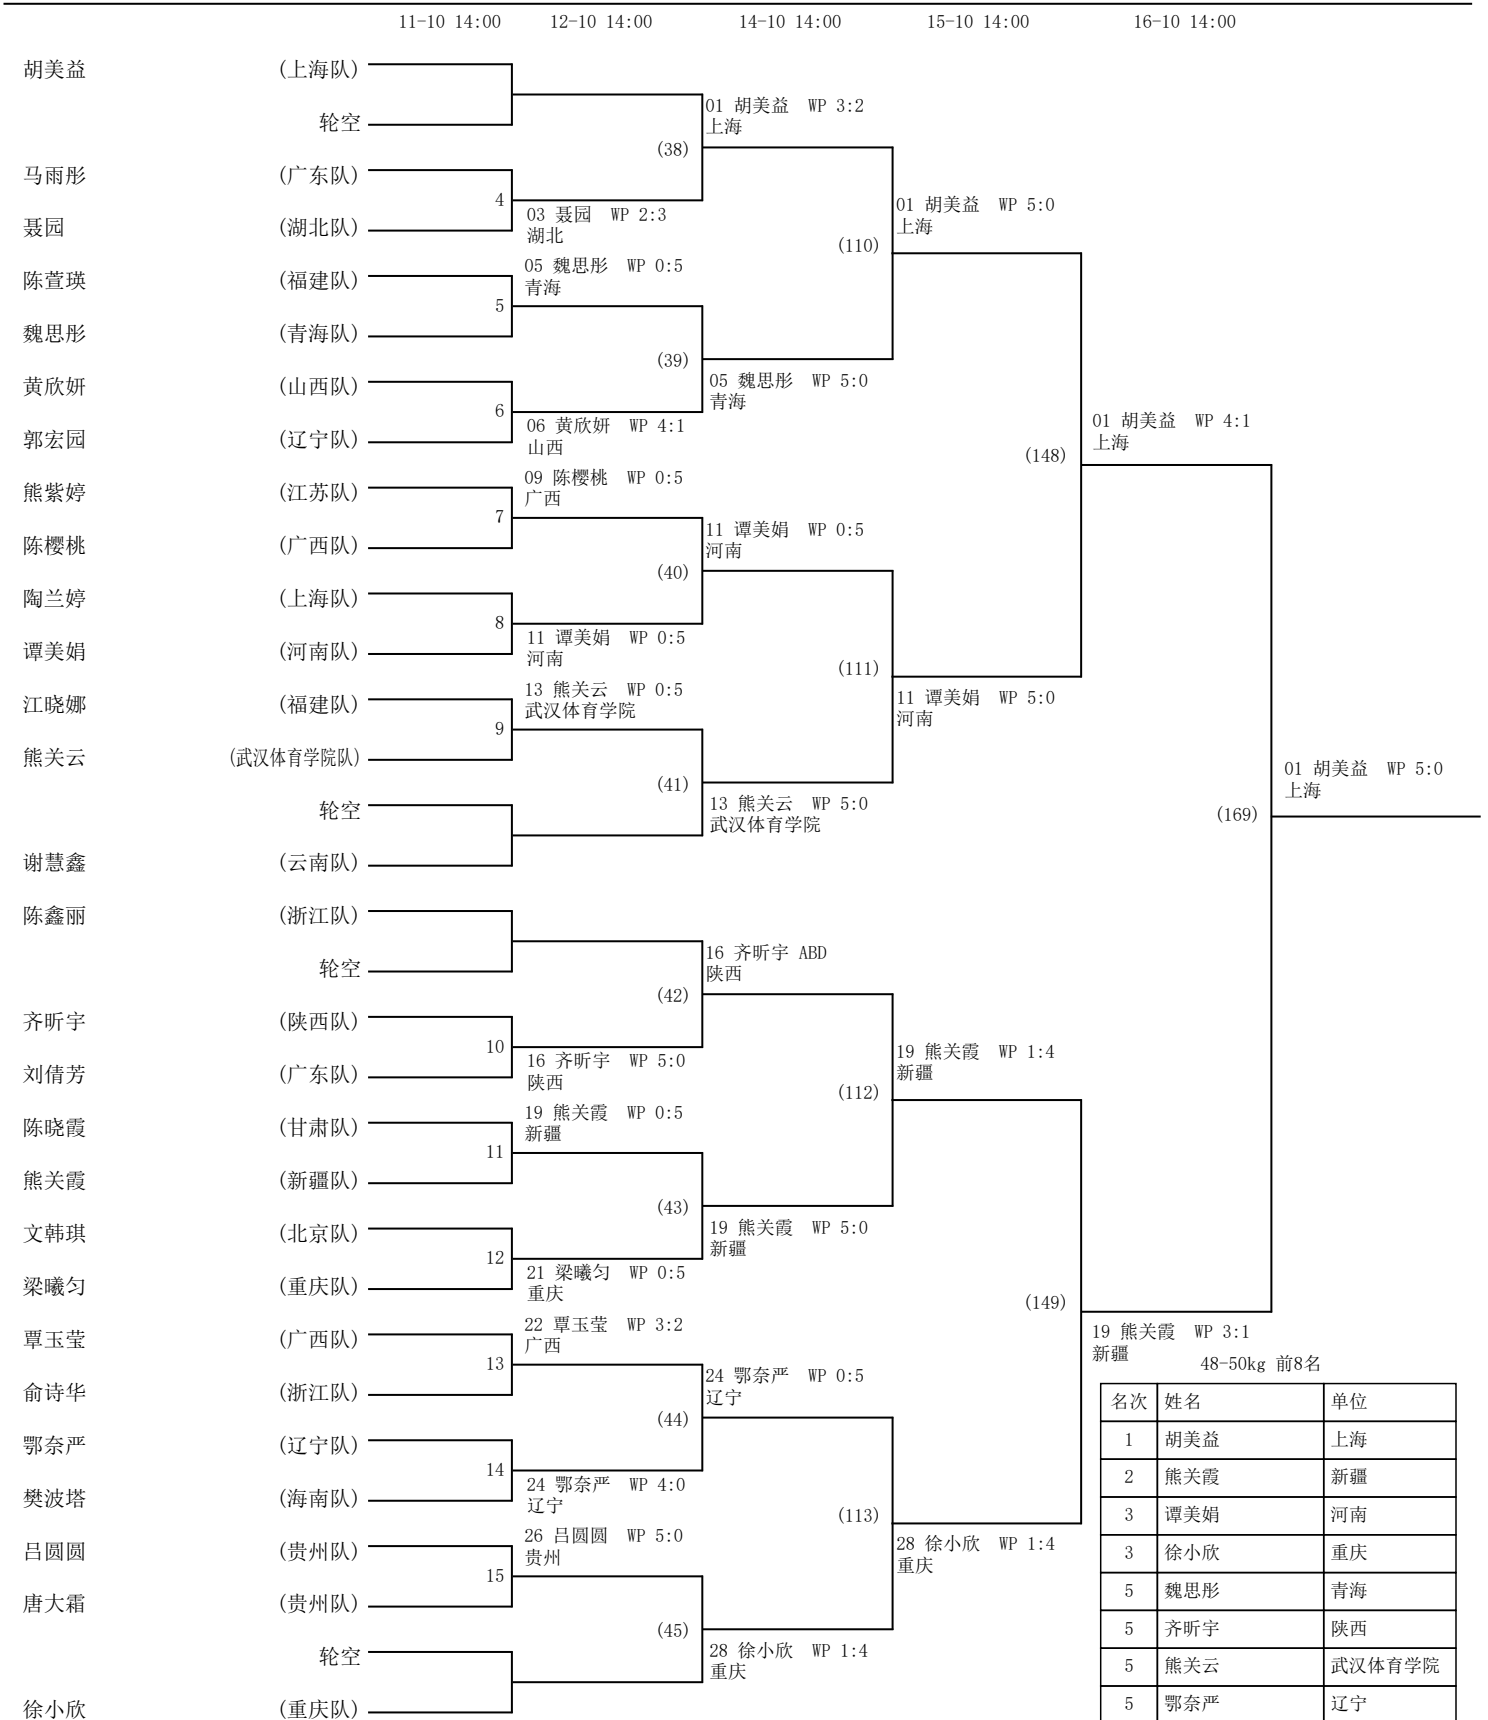 11-10 14:00 12-10 14:00 14-10 14:00 15-10 14:00 16-10 14:00
胡美益 (上海队)
01 胡美益 WP 3:2
轮空
上海
(38)
马雨彤 (广东队)
4
01 胡美益 WP 5:0
03 聂园 WP 2:3
聂园 (湖北队)
上海
湖北
(110)
05 魏思彤 WP 0:5
陈萱瑛 (福建队)
青海
5
魏思彤 (青海队)
(39)
05 魏思彤 WP 5:0
黄欣妍 (山西队)
青海
6
01 胡美益 WP 4:1
06 黄欣妍 WP 4:1
郭宏园 (辽宁队)
上海
山西
(148)
09 陈樱桃 WP 0:5
熊紫婷 (江苏队)
广西
7
11 谭美娟 WP 0:5
陈樱桃 (广西队)
河南
(40)
陶兰婷 (上海队)
8
11 谭美娟 WP 0:5
谭美娟 (河南队)
河南
(111)
13 熊关云 WP 0:5
11 谭美娟 WP 5:0
江晓娜 (福建队)
武汉体育学院
河南
9
熊关云 (武汉体育学院队)
01 胡美益 WP 5:0
(41)
上海
13 熊关云 WP 5:0
轮空
(169)
武汉体育学院
谢慧鑫 (云南队)
陈鑫丽 (浙江队)
16 齐昕宇 ABD
轮空
陕西
(42)
齐昕宇 (陕西队)
10
19 熊关霞 WP 1:4
16 齐昕宇 WP 5:0
刘倩芳 (广东队)
新疆
陕西
(112)
19 熊关霞 WP 0:5
陈晓霞 (甘肃队)
新疆
11
熊关霞 (新疆队)
(43)
19 熊关霞 WP 5:0
文韩琪 (北京队)
新疆
12
21 梁曦匀 WP 0:5
梁曦匀 (重庆队)
重庆
(149)
22 覃玉莹 WP 3:2
19 熊关霞 WP 3:1
覃玉莹 (广西队)
广西
新疆
13
48-50kg 前8名
24 鄂奈严 WP 0:5
俞诗华 (浙江队)
辽宁
名次 姓名 单位
(44)
1 胡美益 上海
鄂奈严 (辽宁队)
14
2 熊关霞 新疆
24 鄂奈严 WP 4:0
樊波塔 (海南队)
辽宁
(113)
3 谭美娟 河南
26 吕圆圆 WP 5:0
28 徐小欣 WP 1:4
吕圆圆 (贵州队)
贵州
3 徐小欣 重庆
重庆
15
5 魏思彤 青海
唐大霜 (贵州队)
(45)
5 齐昕宇 陕西
28 徐小欣 WP 1:4
轮空
5 熊关云 武汉体育学院
重庆
徐小欣 (重庆队)
5 鄂奈严 辽宁